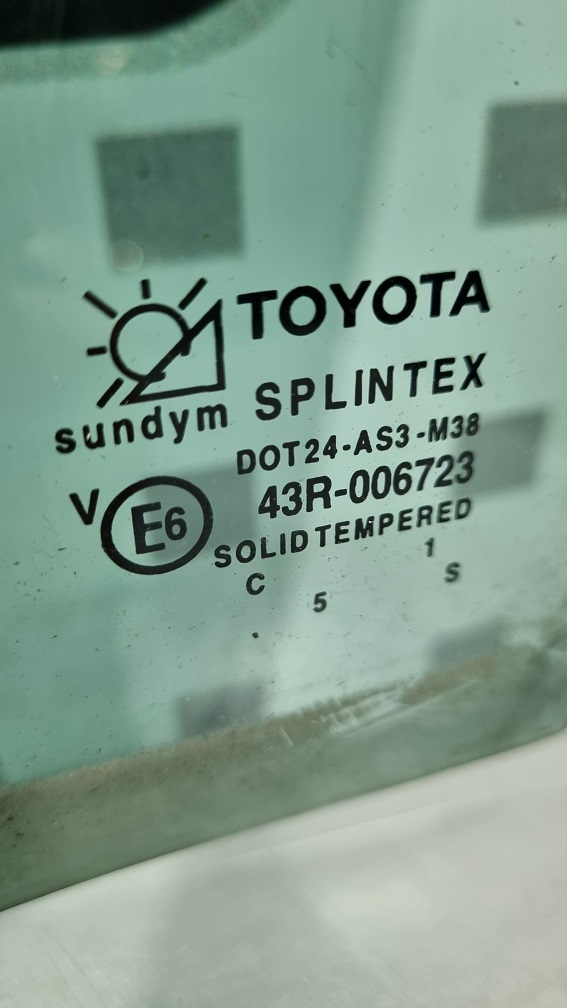 TOYOTA
sundym SPLINTEX
DOT24-AS3-M38
V E6 43R-006723
SOLID TEMPERED
C 1
5 S